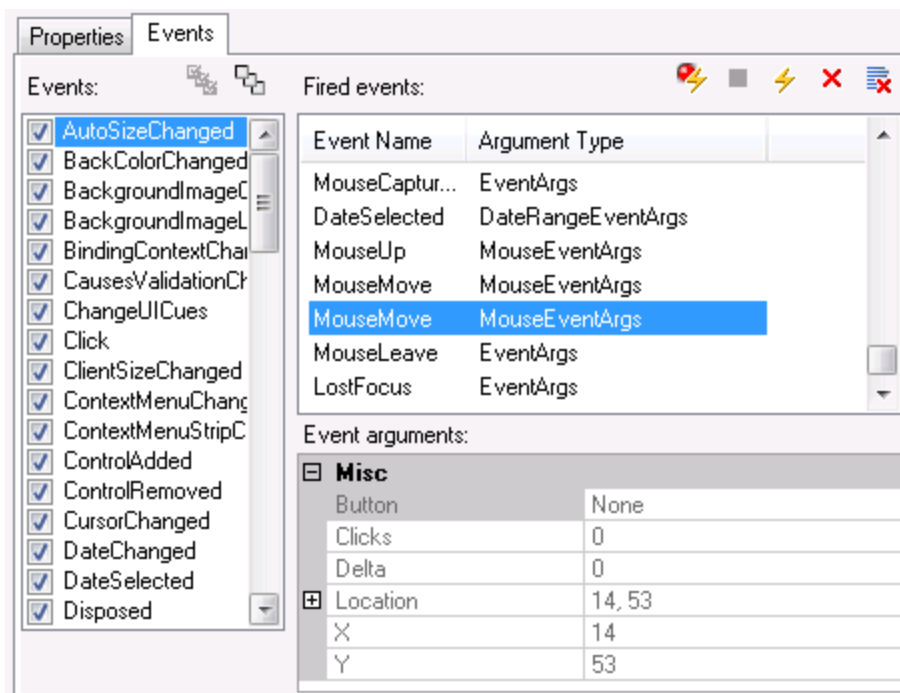 Properties Events
Events:
AutoSizeChanged
BackColorChanged
BackgroundImageC
BackgroundImageL
BindingContextChar
CausesValidationCh
ChangeUICues
Click
ClientSizeChanged
ContextMenuChang
ContextMenuStripC
ControlAdded
ControlRemoved
CursorChanged
DateChanged
DateSelected
Disposed
Fired events:
Event Name Argument Type
MouseCaptur... EventArgs
DateSelected DateRangeEventArgs
MouseUp MouseEventArgs
MouseMove MouseEventArgs
MouseMove MouseEventArgs
MouseLeave EventArgs
LostFocus EventArgs
Event arguments:
Misc
Button None
Clicks 0
Delta 0
Location 14, 53
X 14
Y 53